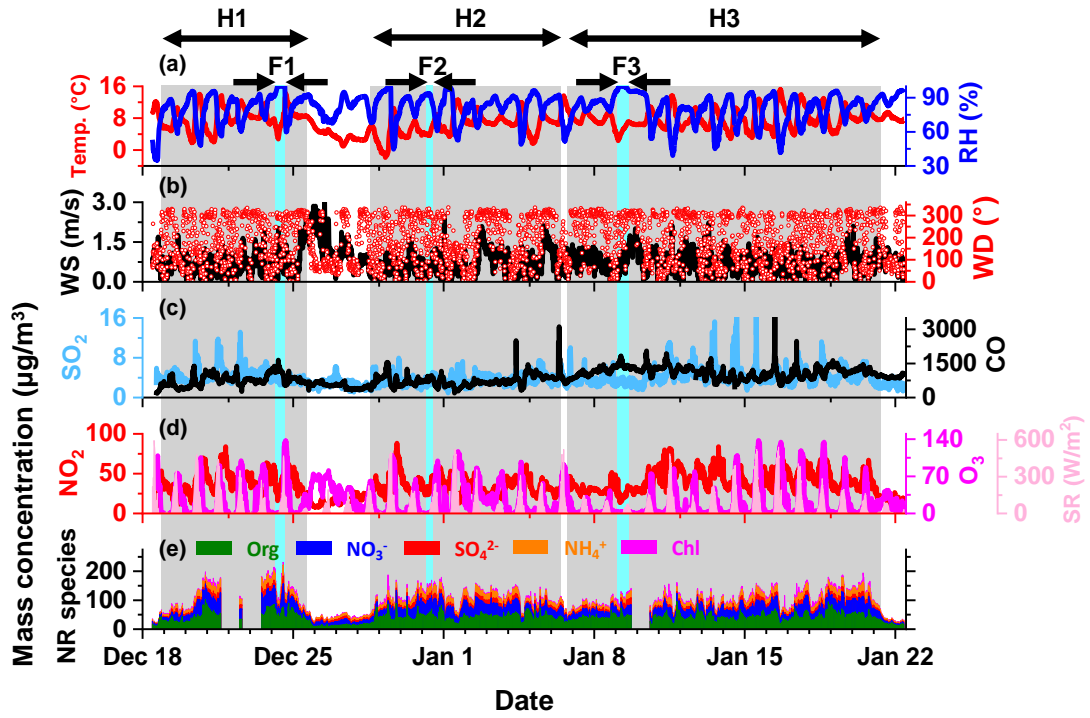 H1 H2 H3
F1 F2 F3
(a)
Temp. (°C)
16
8
0
90
60
30
RH (%)
(b)
WS (m/s)
3.0
1.5
0.0
300
200
100
0
WD (°)
(c)
SO₂
16
8
0
3000
1500
0
CO
(d)
NO₂
100
50
0
140
70
0
O₃
600
300
0
SR (W/m²)
(e) Org NO₃⁻ SO₄²⁻ NH₄⁺ Chl
Mass concentration (µg/m³)
NR species
200
100
0
Dec 18 Dec 25 Jan 1 Jan 8 Jan 15 Jan 22
Date